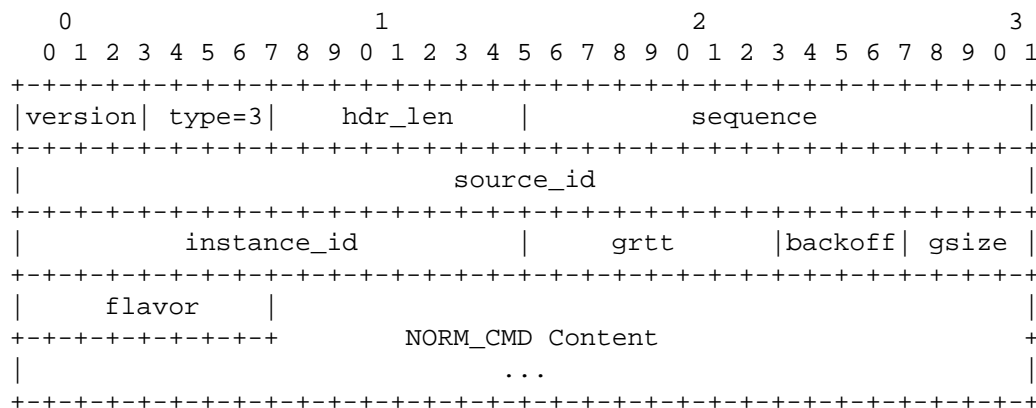 0                   1                   2                   3
  0 1 2 3 4 5 6 7 8 9 0 1 2 3 4 5 6 7 8 9 0 1 2 3 4 5 6 7 8 9 0 1
+-+-+-+-+-+-+-+-+-+-+-+-+-+-+-+-+-+-+-+-+-+-+-+-+-+-+-+-+-+-+-+-+
|version| type=3|    hdr_len    |          sequence             |
+-+-+-+-+-+-+-+-+-+-+-+-+-+-+-+-+-+-+-+-+-+-+-+-+-+-+-+-+-+-+-+-+
|                           source_id                           |
+-+-+-+-+-+-+-+-+-+-+-+-+-+-+-+-+-+-+-+-+-+-+-+-+-+-+-+-+-+-+-+-+
|          instance_id          |     grtt      |backoff| gsize |
+-+-+-+-+-+-+-+-+-+-+-+-+-+-+-+-+-+-+-+-+-+-+-+-+-+-+-+-+-+-+-+-+
|     flavor    |                                               |
+-+-+-+-+-+-+-+-+        NORM_CMD Content                       +
|                              ...                              |
+-+-+-+-+-+-+-+-+-+-+-+-+-+-+-+-+-+-+-+-+-+-+-+-+-+-+-+-+-+-+-+-+